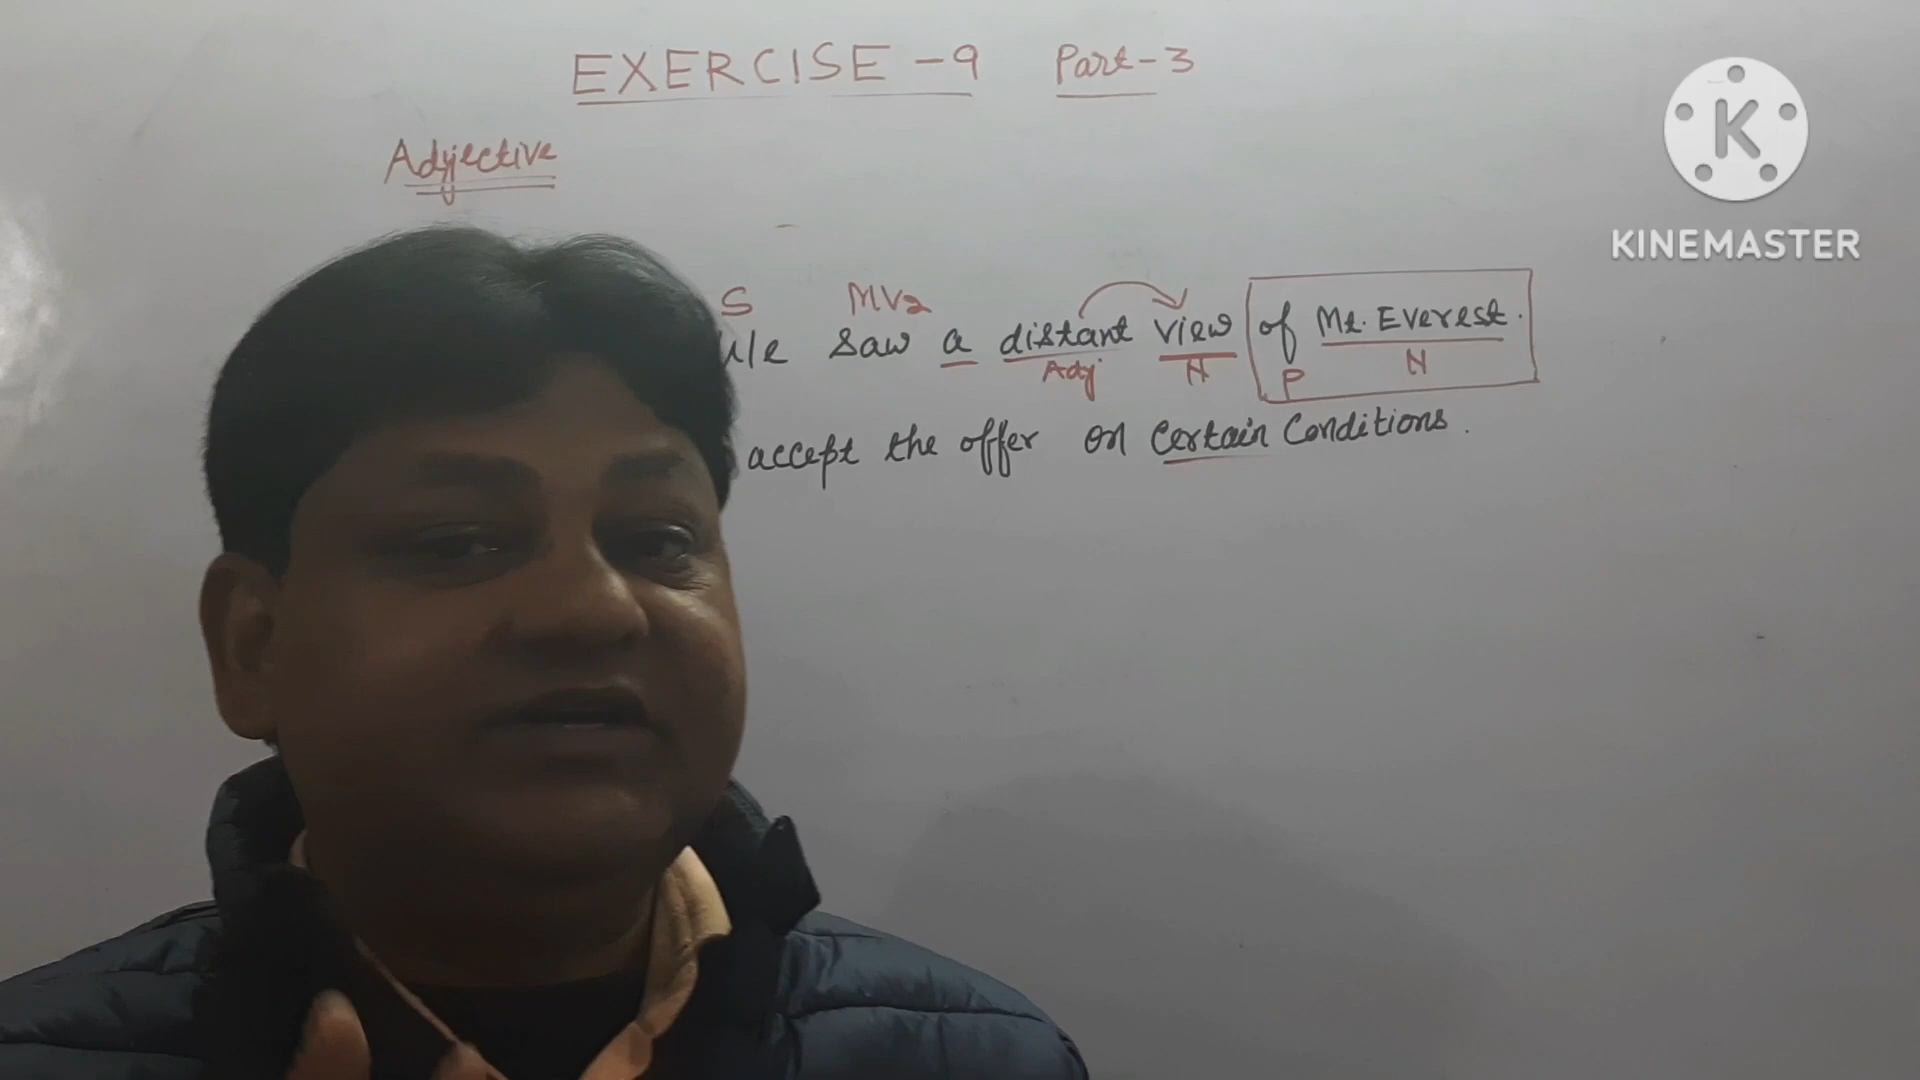 EXERCISE-9 Part-3
Adjective
K
KINEMASTER
S MV2
We saw a distant view of Mt. Everest.
Adj N P N
accept the offer on certain conditions.